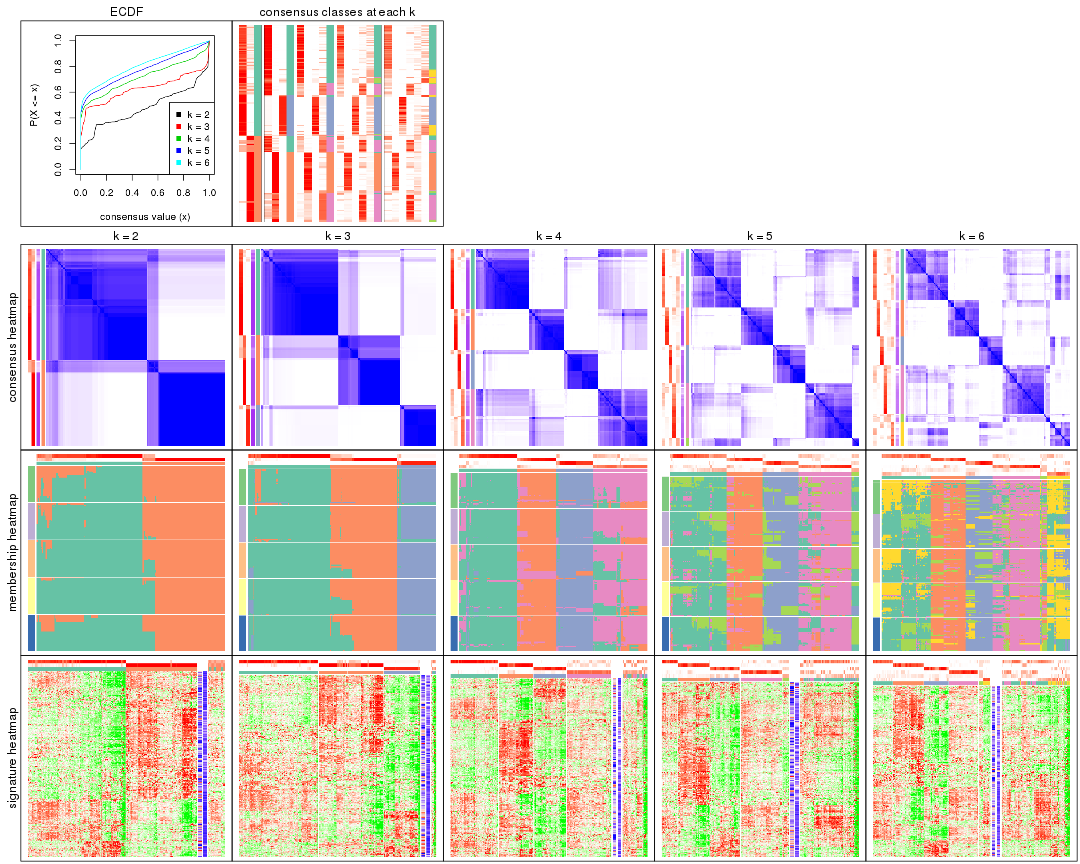 ECDF
consensus classes at each k
P(X <= x)
0.0 0.2 0.4 0.6 0.8 1.0
k = 2
k = 3
k = 4
k = 5
k = 6
0.0 0.2 0.4 0.6 0.8 1.0
consensus value (x)
k = 2 k = 3 k = 4 k = 5 k = 6
consensus heatmap
membership heatmap
signature heatmap